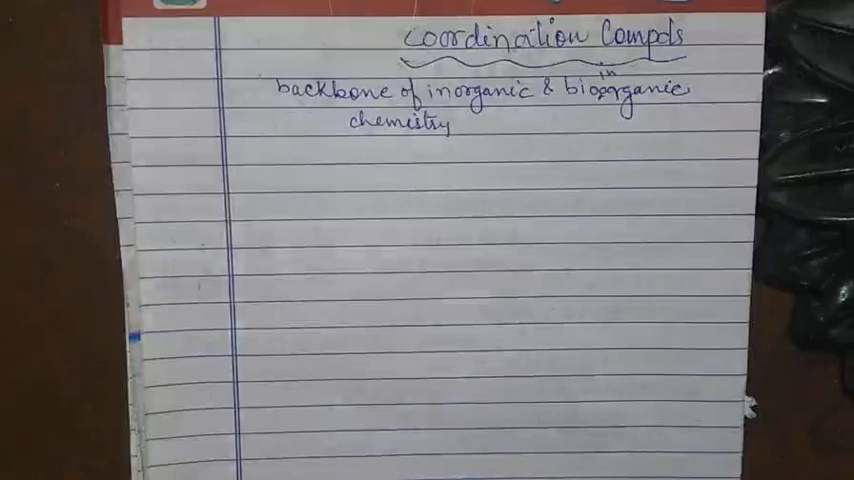 Coordination Compds
backbone of inorganic & bioinorganic
chemistry